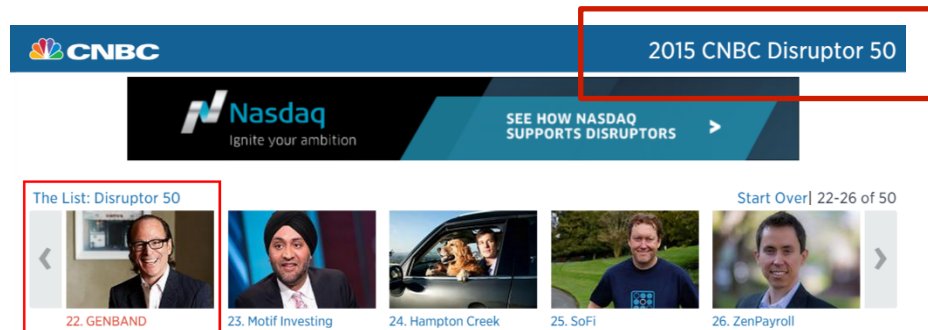 CNBC
2015 CNBC Disruptor 50
Nasdaq
Ignite your ambition
SEE HOW NASDAQ
SUPPORTS DISRUPTORS >
The List: Disruptor 50
Start Over| 22-26 of 50
22. GENBAND
23. Motif Investing
24. Hampton Creek
25. SoFi
26. ZenPayroll